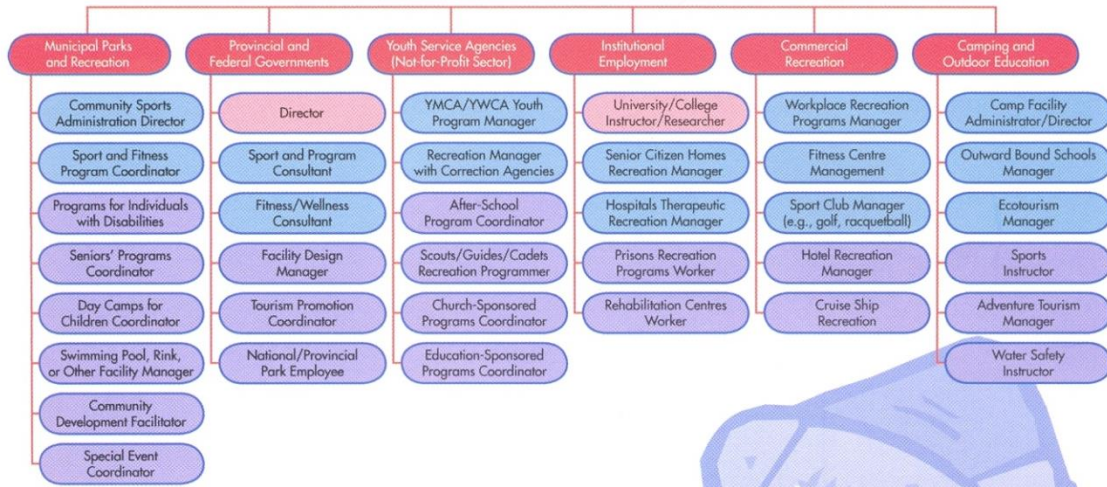 Municipal Parks
and Recreation
Community Sports
Administration Director
Sport and Fitness
Program Coordinator
Programs for Individuals
with Disabilities
Seniors' Programs
Coordinator
Day Camps for
Children Coordinator
Swimming Pool, Rink,
or Other Facility Manager
Community
Development Facilitator
Special Event
Coordinator
Provincial and
Federal Governments
Director
Sport and Program
Consultant
Fitness/Wellness
Consultant
Facility Design
Manager
Tourism Promotion
Coordinator
National/Provincial
Park Employee
Youth Service Agencies
(Not-for-Profit Sector)
YMCA/YWCA Youth
Program Manager
Recreation Manager
with Correction Agencies
After-School
Program Coordinator
Scouts/Guides/Cadets
Recreation Programmer
Church-Sponsored
Programs Coordinator
Education-Sponsored
Programs Coordinator
Institutional
Employment
University/College
Instructor/Researcher
Senior Citizen Homes
Recreation Manager
Hospitals Therapeutic
Recreation Manager
Prisons Recreation
Programs Worker
Rehabilitation Centres
Worker
Commercial
Recreation
Workplace Recreation
Programs Manager
Fitness Centre
Management
Sport Club Manager
(e.g., golf, racquetball)
Hotel Recreation
Manager
Cruise Ship
Recreation
Camping and
Outdoor Education
Camp Facility
Administrator/Director
Outward Bound Schools
Manager
Ecotourism
Manager
Sports
Instructor
Adventure Tourism
Manager
Water Safety
Instructor